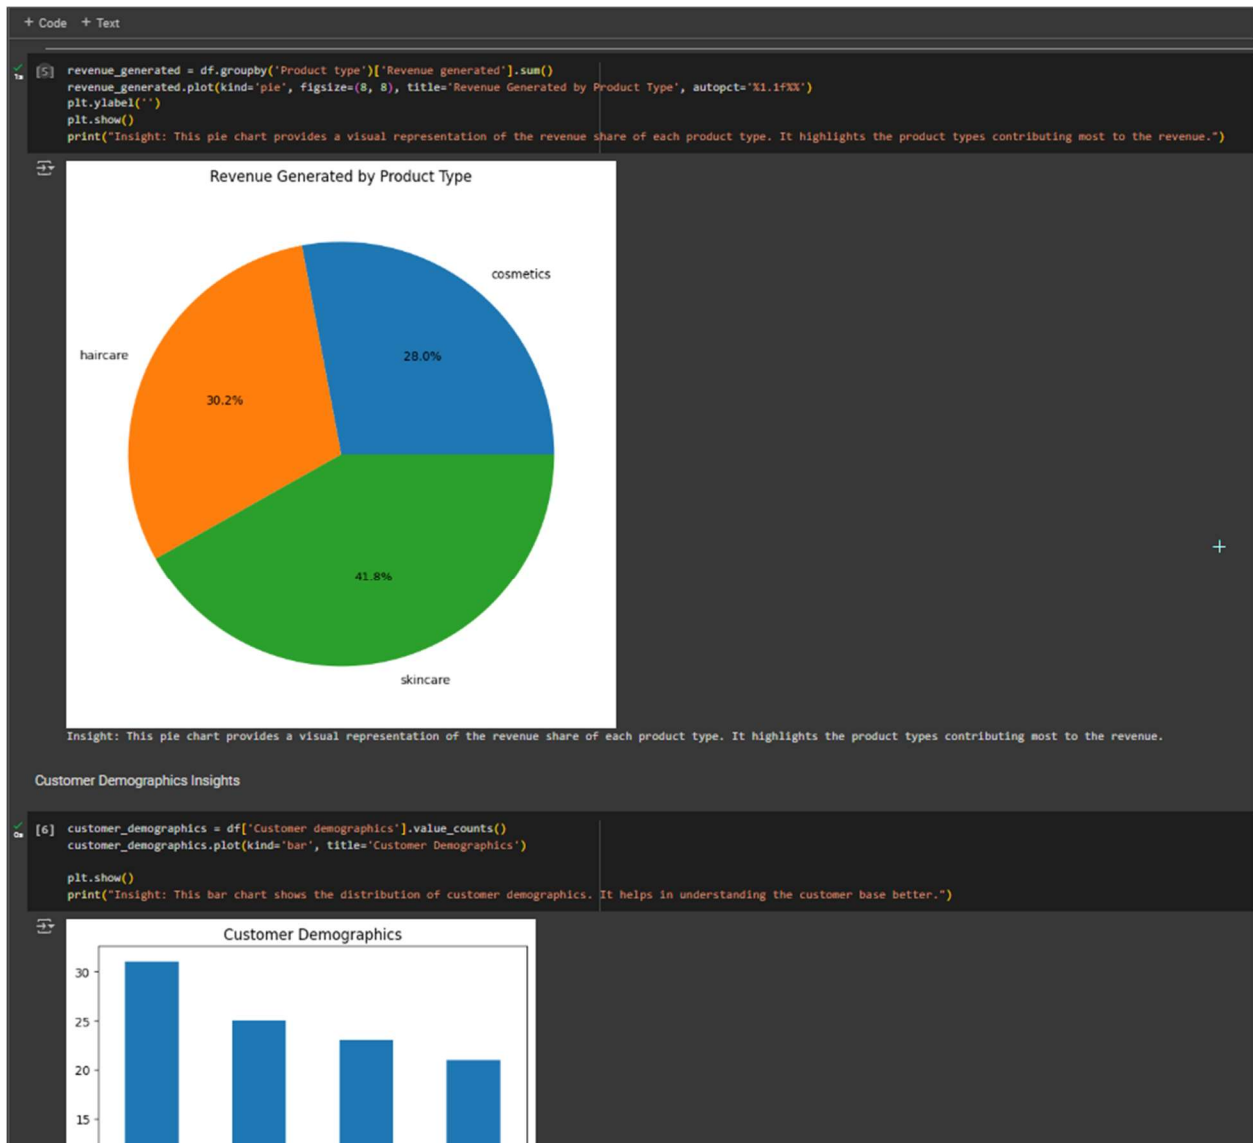 + Code + Text
[5] revenue_generated = df.groupby('Product type')['Revenue generated'].sum()
revenue_generated.plot(kind='pie', figsize=(8, 8), title='Revenue Generated by Product Type', autopct='%1.1f%%')
plt.ylabel('')
plt.show()
print("Insight: This pie chart provides a visual representation of the revenue share of each product type. It highlights the product types contributing most to the revenue.")
1s
Revenue Generated by Product Type
cosmetics
haircare
28.0%
30.2%
41.8%
skincare
Insight: This pie chart provides a visual representation of the revenue share of each product type. It highlights the product types contributing most to the revenue.
Customer Demographics Insights
[6] customer_demographics = df['Customer demographics'].value_counts()
0s
customer_demographics.plot(kind='bar', title='Customer Demographics')
plt.show()
print("Insight: This bar chart shows the distribution of customer demographics. It helps in understanding the customer base better.")
Customer Demographics
30
25
20
15